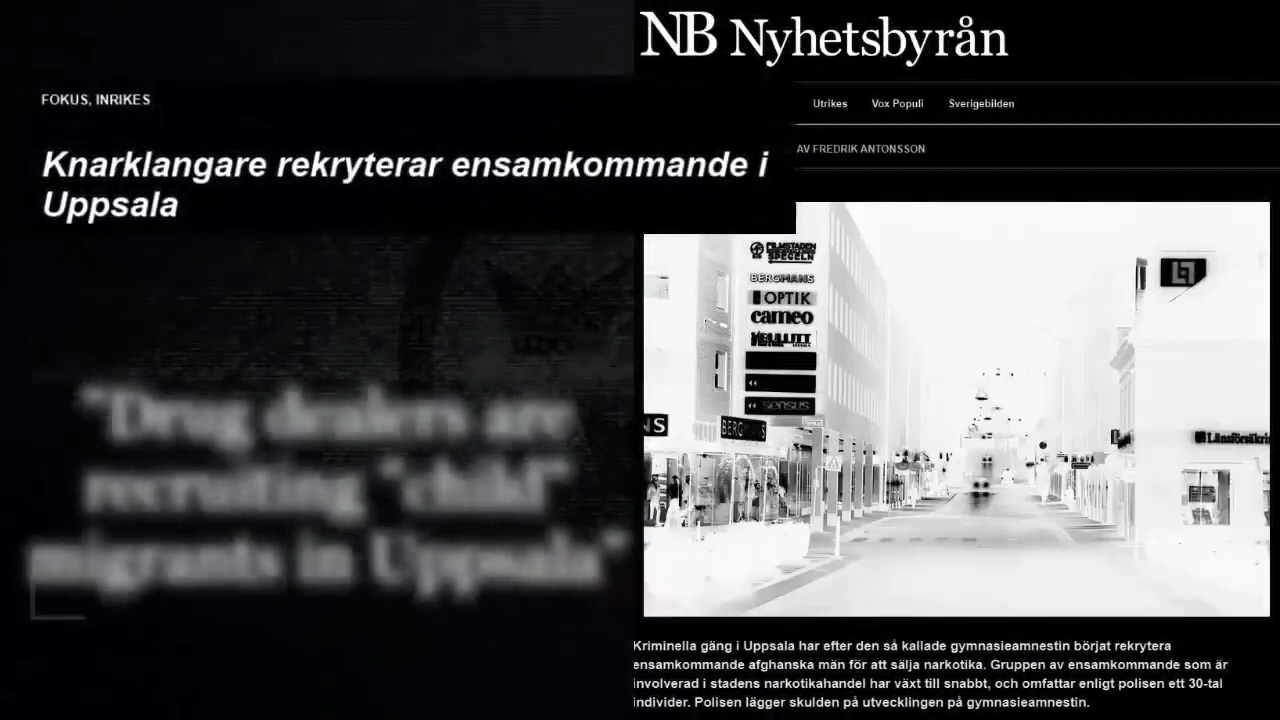 NB Nyhetsbyrån
Utrikes Vox Populi Sverigebilden
AV FREDRIK ANTONSSON
FOKUS, INRIKES
Knarklangare rekryterar ensamkommande i
Uppsala
"Drug dealers are
recruiting "child"
migrants in Uppsala"
FILMSTADEN
SPEGELN
BERGMANS
OPTIK
cameo
sensus
BERGMANS
Kriminella gäng i Uppsala har efter den så kallade gymnasieamnestin börjat rekrytera
ensamkommande afghanska män för att sälja narkotika. Gruppen av ensamkommande som är
involverad i stadens narkotikahandel har växt till snabbt, och omfattar enligt polisen ett 30-tal
individer. Polisen lägger skulden på utvecklingen på gymnasieamnestin.